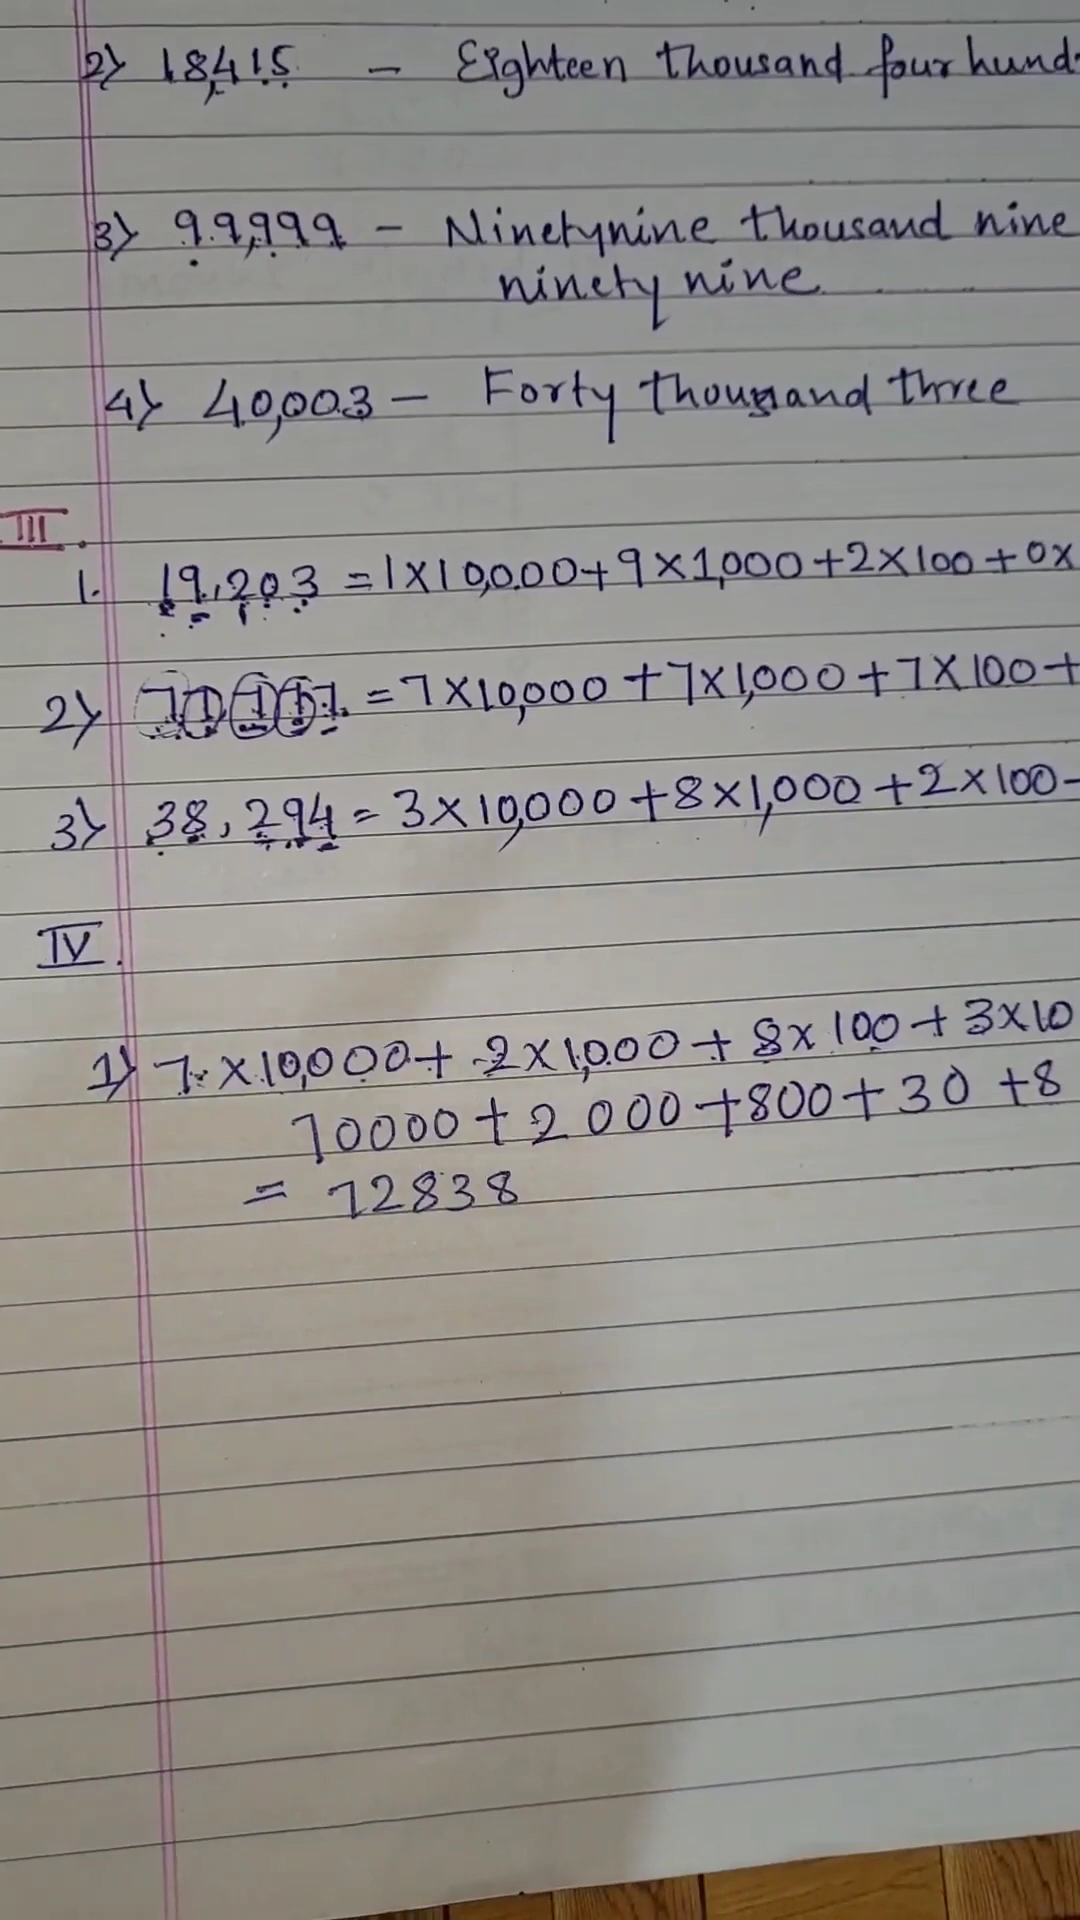 2) 18,415 - Eighteen thousand four hund
3) 99,999 - Ninetynine thousand nine
ninety nine
4) 40,003 - Forty thousand three
III.
1. 19,203 = 1×10,000+9×1,000+2×100+0×
2) 77777 = 7×10,000+7×1,000+7×100+
3) 38,294 = 3×10,000+8×1,000+2×100-
IV.
1) 7×10,000+2×1,000+8×100+3×10
70000+2000+800+30+8
= 72838